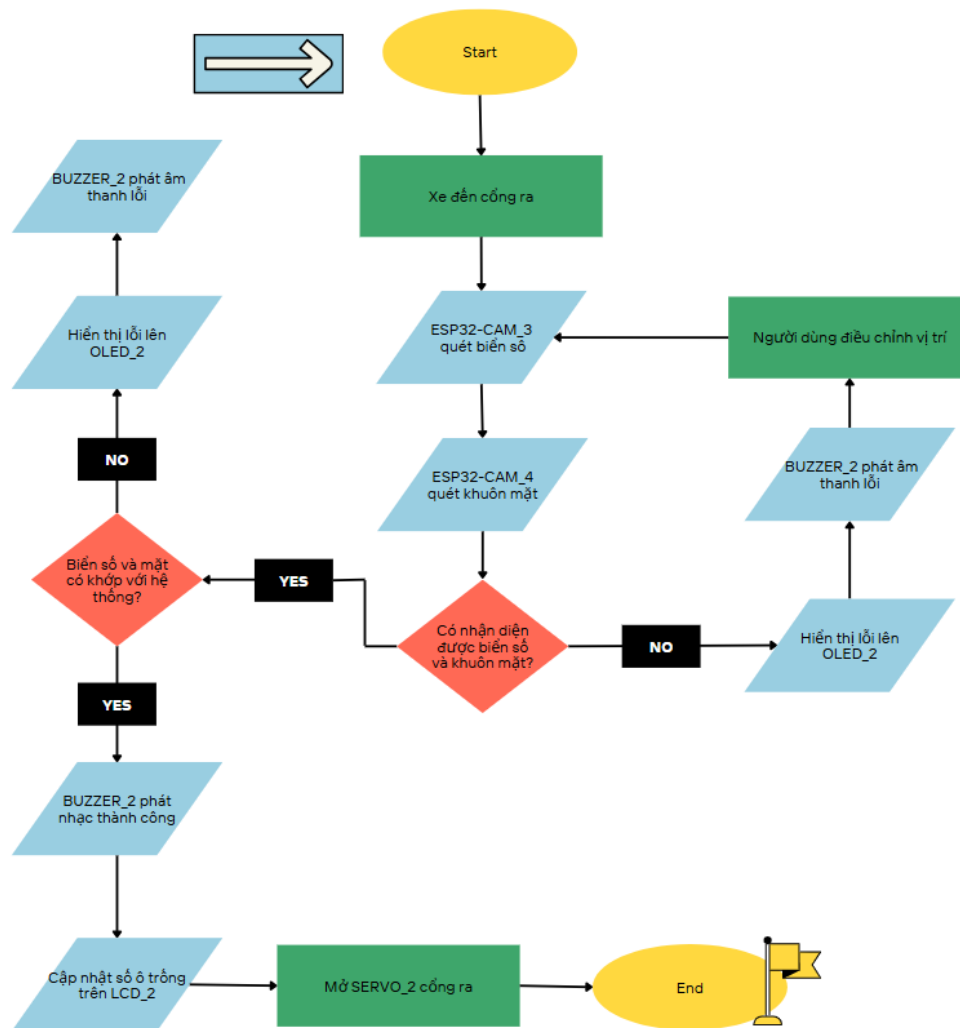 Start
BUZZER_2 phát âm
thanh lỗi
Xe đến cổng ra
Hiển thị lỗi lên
OLED_2
ESP32-CAM_3
quét biển số
Người dùng điều chỉnh vị trí
NO
ESP32-CAM_4
quét khuôn mặt
BUZZER_2 phát âm
thanh lỗi
Biển số và mặt
có khớp với hệ
thống?
YES
Có nhận diện
được biển số
và khuôn mặt?
NO
Hiển thị lỗi lên
OLED_2
YES
BUZZER_2 phát
nhạc thành công
Cập nhật số ô trống
trên LCD_2
Mở SERVO_2 cổng ra
End